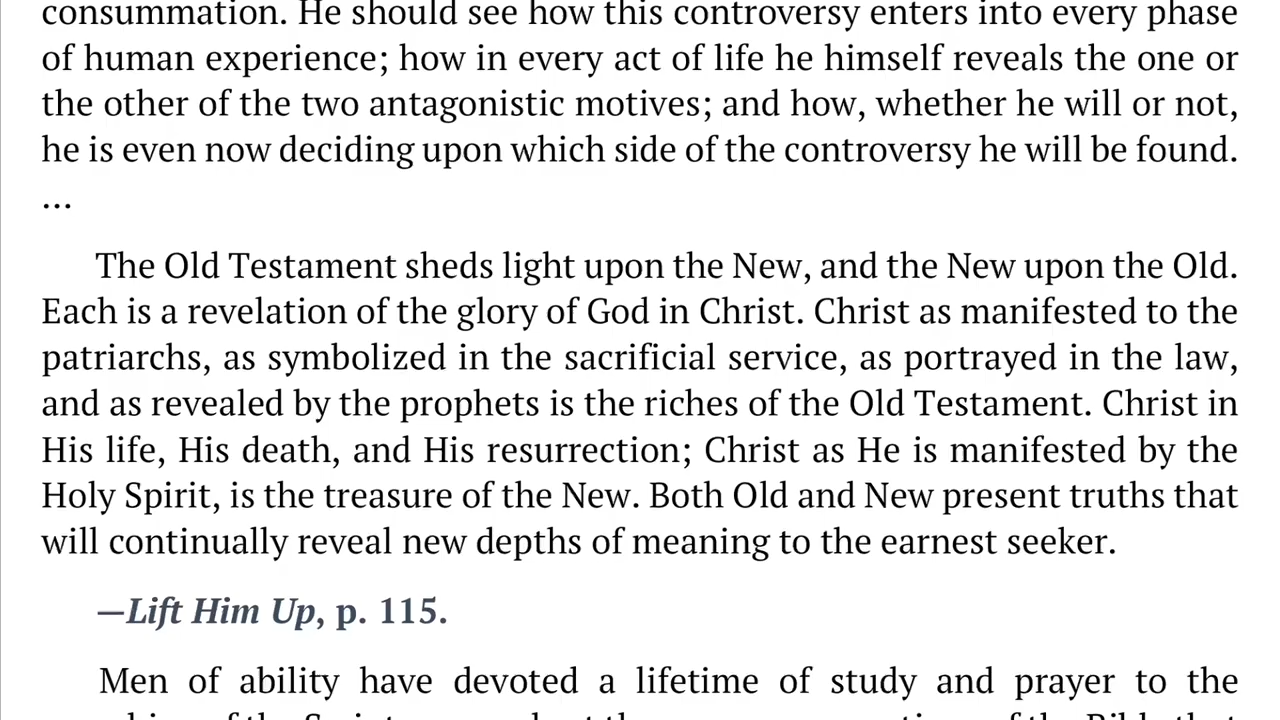 consummation. He should see how this controversy enters into every phase
of human experience; how in every act of life he himself reveals the one or
the other of the two antagonistic motives; and how, whether he will or not,
he is even now deciding upon which side of the controversy he will be found.
...
The Old Testament sheds light upon the New, and the New upon the Old.
Each is a revelation of the glory of God in Christ. Christ as manifested to the
patriarchs, as symbolized in the sacrificial service, as portrayed in the law,
and as revealed by the prophets is the riches of the Old Testament. Christ in
His life, His death, and His resurrection; Christ as He is manifested by the
Holy Spirit, is the treasure of the New. Both Old and New present truths that
will continually reveal new depths of meaning to the earnest seeker.
—Lift Him Up, p. 115.
Men of ability have devoted a lifetime of study and prayer to the